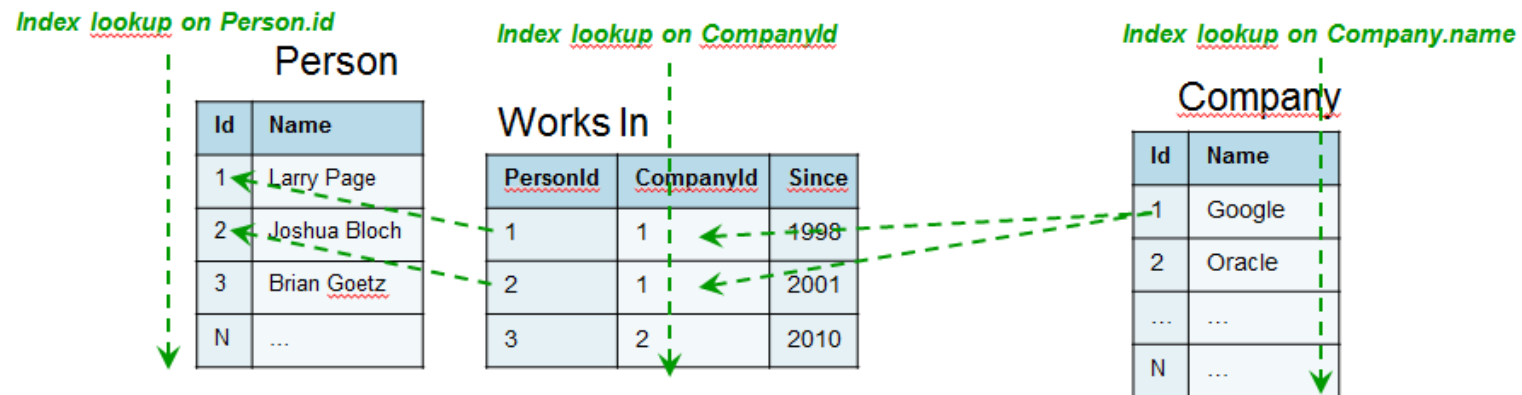 Index lookup on Person.id
Index lookup on CompanyId
Index lookup on Company.name
Person
Id Name
1 Larry Page
2 Joshua Bloch
3 Brian Goetz
N ...
Works In
PersonId CompanyId Since
1 1 1998
2 1 2001
3 2 2010
Company
Id Name
1 Google
2 Oracle
... ...
N ...